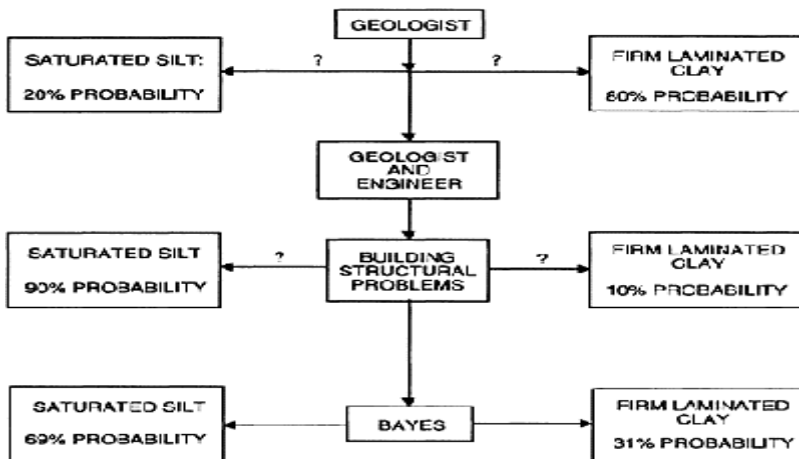 GEOLOGIST
SATURATED SILT:
20% PROBABILITY
?
?
FIRM LAMINATED
CLAY
80% PROBABILITY
GEOLOGIST
AND
ENGINEER
SATURATED SILT
90% PROBABILITY
?
BUILDING
STRUCTURAL
PROBLEMS
?
FIRM LAMINATED
CLAY
10% PROBABILITY
SATURATED SILT
69% PROBABILITY
BAYES
FIRM LAMINATED
CLAY
31% PROBABILITY